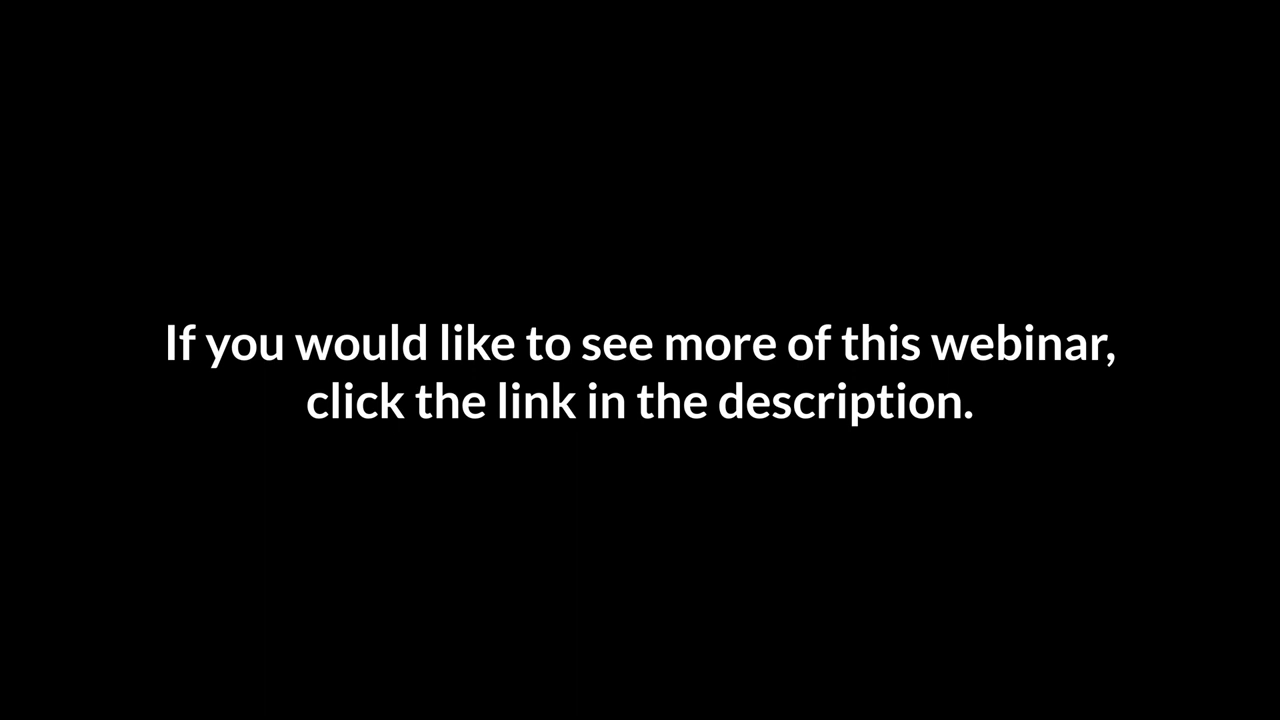 If you would like to see more of this webinar,
click the link in the description.